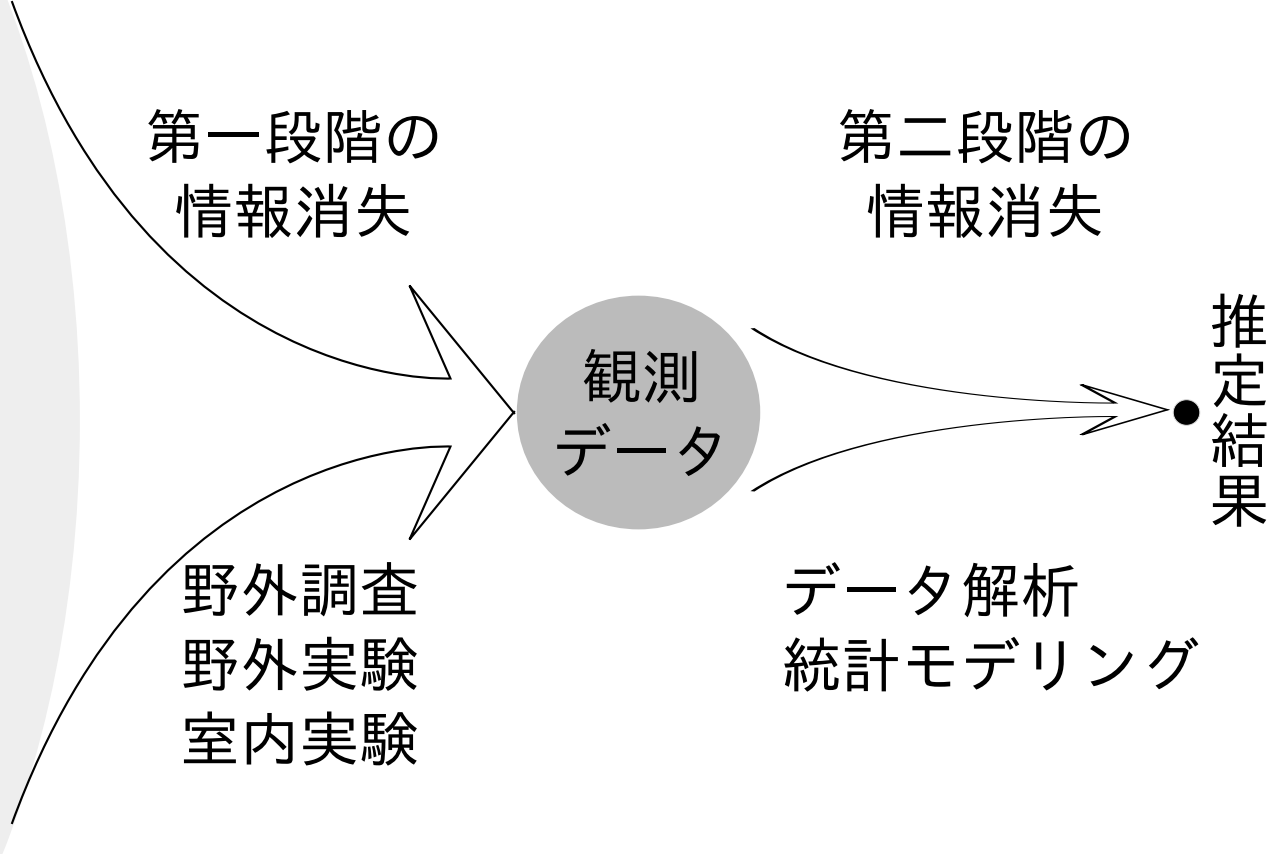 第一段階の
情報消失
野外調査
野外実験
室内実験
観測
データ
第二段階の
情報消失
データ解析
統計モデリング
推定結果